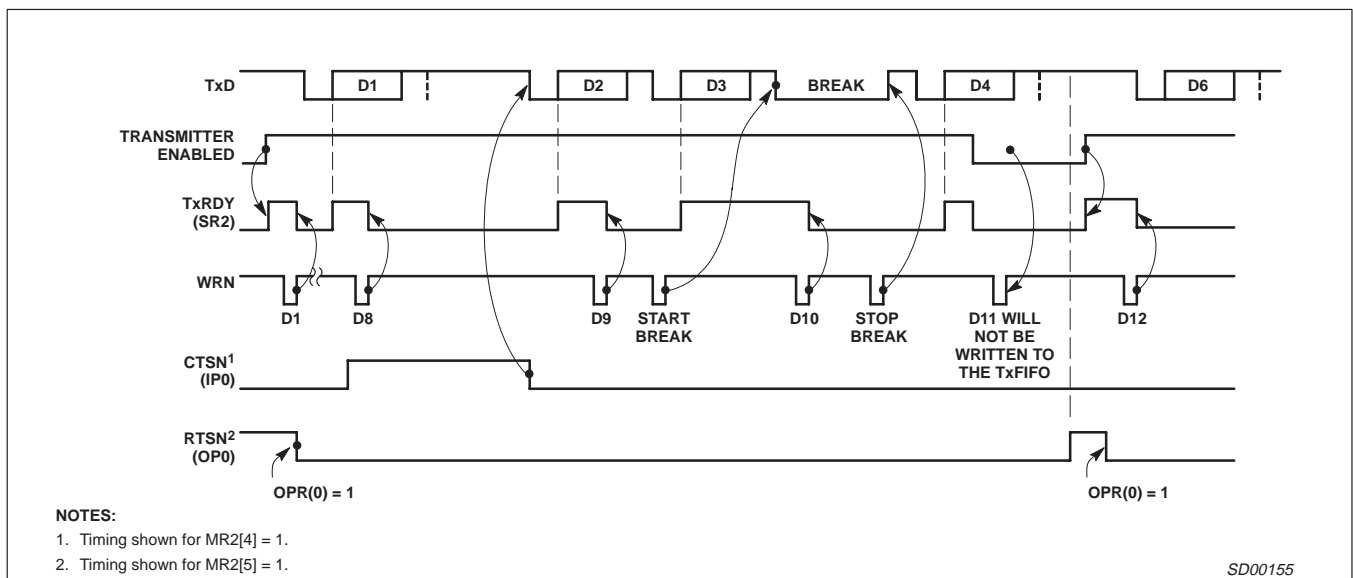 TxD
D1
D2
D3
BREAK
D4
D6
TRANSMITTER
ENABLED
TxRDY
(SR2)
WRN
D1
D8
D9
START
BREAK
D10
STOP
BREAK
D11 WILL
NOT BE
WRITTEN TO
THE TxFIFO
D12
CTSN1
(IP0)
RTSN2
(OP0)
OPR(0) = 1
OPR(0) = 1
NOTES:
1. Timing shown for MR2[4] = 1.
2. Timing shown for MR2[5] = 1.
SD00155